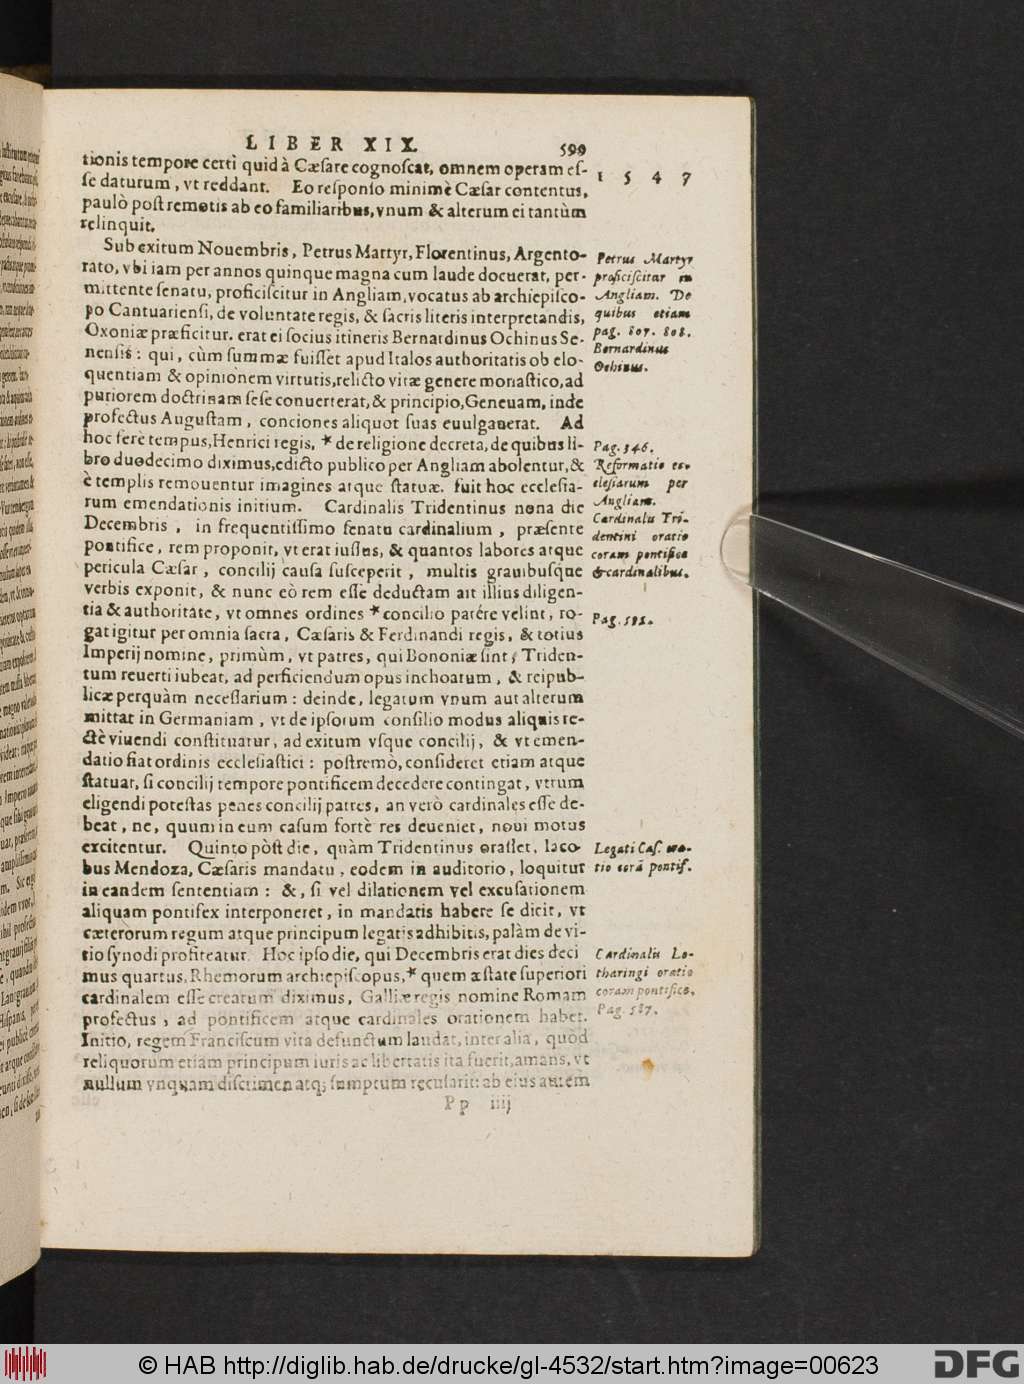 LIBER XIX.
599
1547
tionis tempore certi quid à Cæsare cognoscat, omnem operam es-
se daturum, vt reddant. Eo responso minimè Cæsar contentus,
paulò post remotis ab eo familiaribus, vnum & alterum ei tantùm
relinquit.
Sub exitum Nouembris, Petrus Martyr, Florentinus, Argento-
rato, vbi iam per annos quinque magna cum laude docuerat, per-
mittente senatu, proficiscitur in Angliam, vocatus ab archiepisco-
po Cantuariensi, de voluntate regis, & sacris literis interpretandis,
Oxoniæ præficitur. erat ei socius itineris Bernardinus Ochinus Se-
nensis: qui, cùm summæ fuisset apud Italos authoritatis ob elo-
quentiam & opinionem virtutis, relicto vitæ genere monastico, ad
puriorem doctrinam sese conuerterat, & principio, Geneuam, inde
profectus Augustam, conciones aliquot suas euulgauerat. Ad
hoc ferè tempus, Henrici regis, * de religione decreta, de quibus li-
bro duodecimo diximus, edicto publico per Angliam abolentur, &
è templis remouentur imagines atque statuæ. fuit hoc ecclesia-
rum emendationis initium. Cardinalis Tridentinus nona die
Decembris, in frequentissimo senatu cardinalium, præsente
pontifice, rem proponit, vt erat iussus, & quantos labores atque
pericula Cæsar, concilij causa susceperit, multis grauibusque
verbis exponit, & nunc eò rem esse deductam ait illius diligen-
tia & authoritate, vt omnes ordines * concilio parére velint, ro-
gat igitur per omnia sacra, Cæsaris & Ferdinandi regis, & totius
Imperij nomine, primùm, vt patres, qui Bononiæ sint, Triden-
tum reuerti iubeat, ad perficiendum opus inchoatum, & reipub-
licæ perquàm necessarium: deinde, legatum vnum aut alterum
mittat in Germaniam, vt de ipsorum consilio modus aliquis re-
ctè viuendi constituatur, ad exitum vsque concilij, & vt emen-
datio fiat ordinis ecclesiastici: postremò, consideret etiam atque
statuat, si concilij tempore pontificem decedere contingat, vtrum
eligendi potestas penes concilij patres, an verò cardinales esse de-
beat, ne, quum in eum casum fortè res deueniet, noui motus
excitentur. Quinto pòst die, quàm Tridentinus orasset, Iaco-
bus Mendoza, Cæsaris mandatu, eodem in auditorio, loquitur
in eandem sententiam: &, si vel dilationem vel excusationem
aliquam pontifex interponeret, in mandatis habere se dicit, vt
cæterorum regum atque principum legatis adhibitis, palàm de vi-
tio synodi profiteatur. Hoc ipso die, qui Decembris erat dies deci
mus quartus, Rhemorum archiepiscopus, * quem æstate superiori
cardinalem esse creatum diximus, Galliæ regis nomine Romam
profectus, ad pontificem atque cardinales orationem habet.
Initio, regem Franciscum vita defunctum laudat, inter alia, quòd
reliquorum etiam principum iuris ac libertatis ita fuerit, amans, vt
nullum vnquam discrimen atq; sumptum recusarit: ab eius autem
Pp iiij
Petrus Martyr
proficiscitur in
Angliam. De
quibus etiam
pag. 807. 808.
Bernardinus
Ochinus.
Pag. 346.
Reformatio ec-
clesiarum per
Angliam.
Cardinalis Tri-
dentini oratio
coram pontifice
& cardinalibus.
Pag. 582.
Legati Cæs. ora-
tio corã pontif.
Cardinalis Lo-
tharingi oratio
coram pontifice.
Pag. 587.
© HAB http://diglib.hab.de/drucke/gl-4532/start.htm?image=00623
DFG